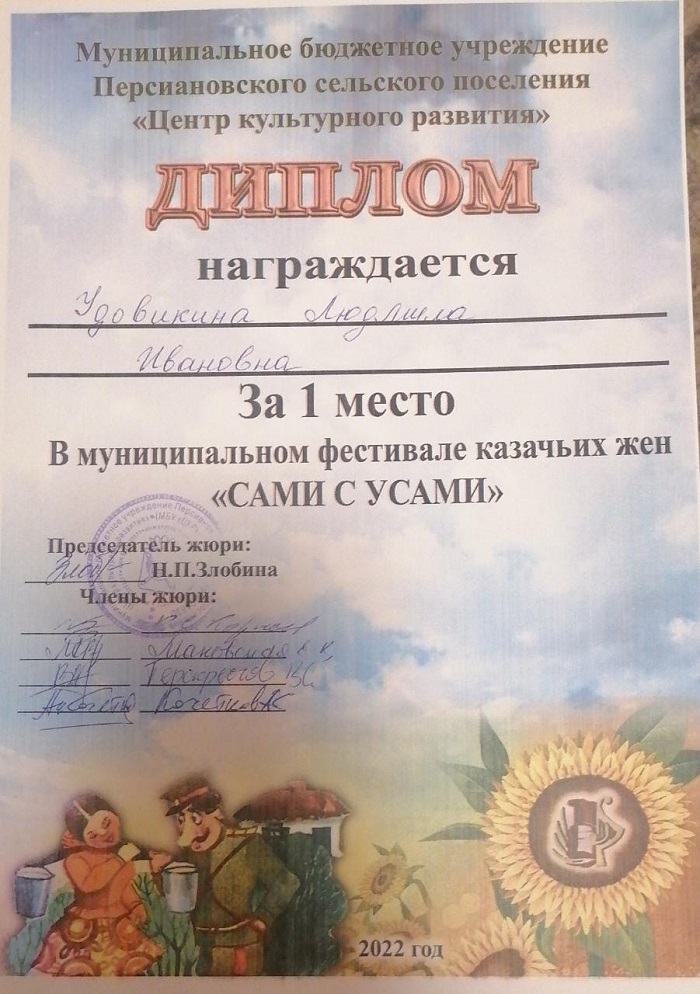 Муниципальное бюджетное учреждение
Персиановского сельского поселения
«Центр культурного развития»
ДИПЛОМ
награждается
Удовикина Людмила
Ивановна
За 1 место
В муниципальном фестивале казачьих жен
«САМИ С УСАМИ»
Председатель жюри:
Н.П.Злобина
Члены жюри:
2022 год